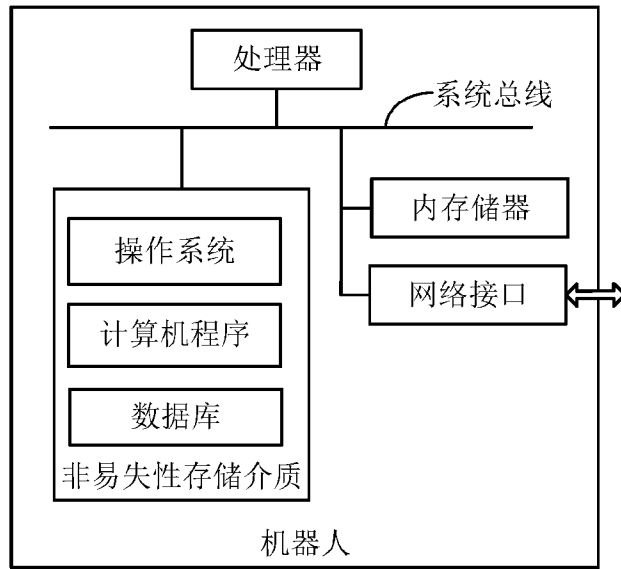 处理器
系统总线
内存储器
操作系统
网络接口
计算机程序
数据库
非易失性存储介质
机器人